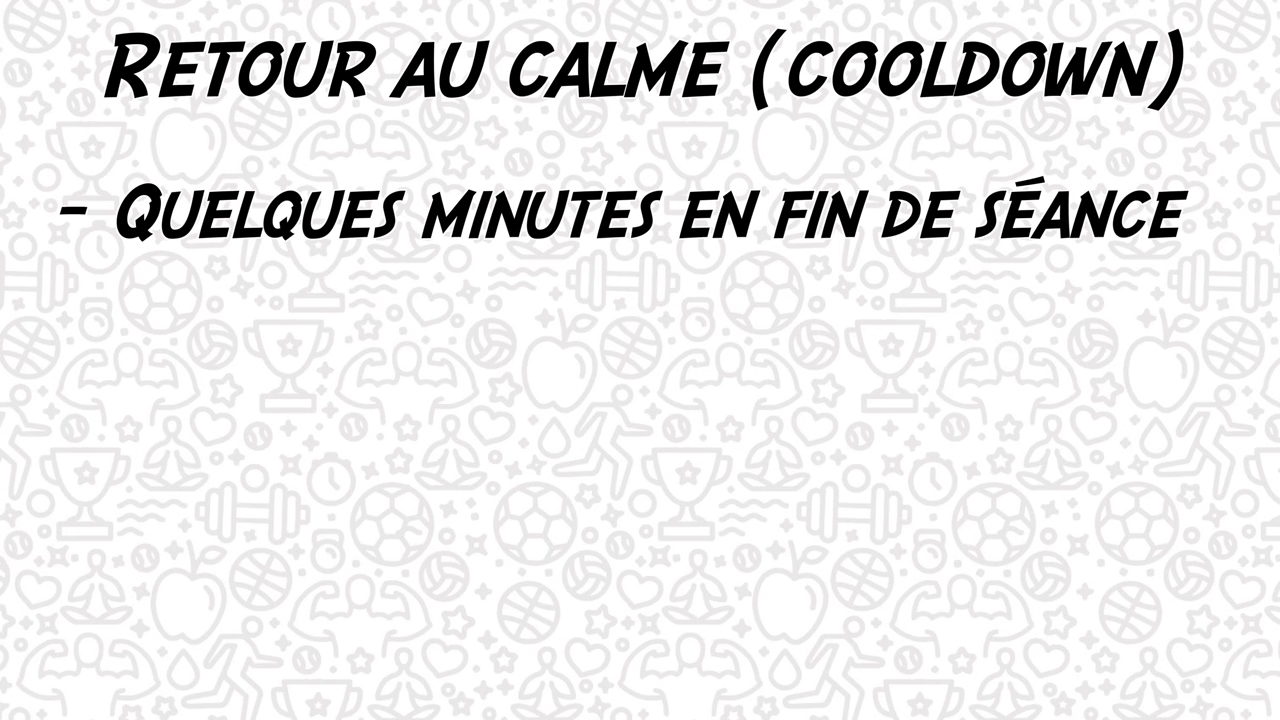 Retour au calme (cooldown)
- Quelques minutes en fin de séance